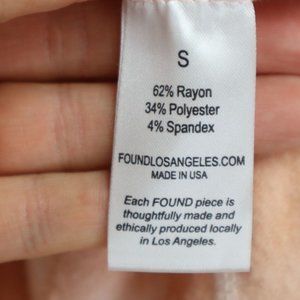 S
62% Rayon
34% Polyester
4% Spandex
FOUNDLOSANGELES.COM
MADE IN USA
Each FOUND piece is
thoughtfully made and
ethically produced locally
in Los Angeles.